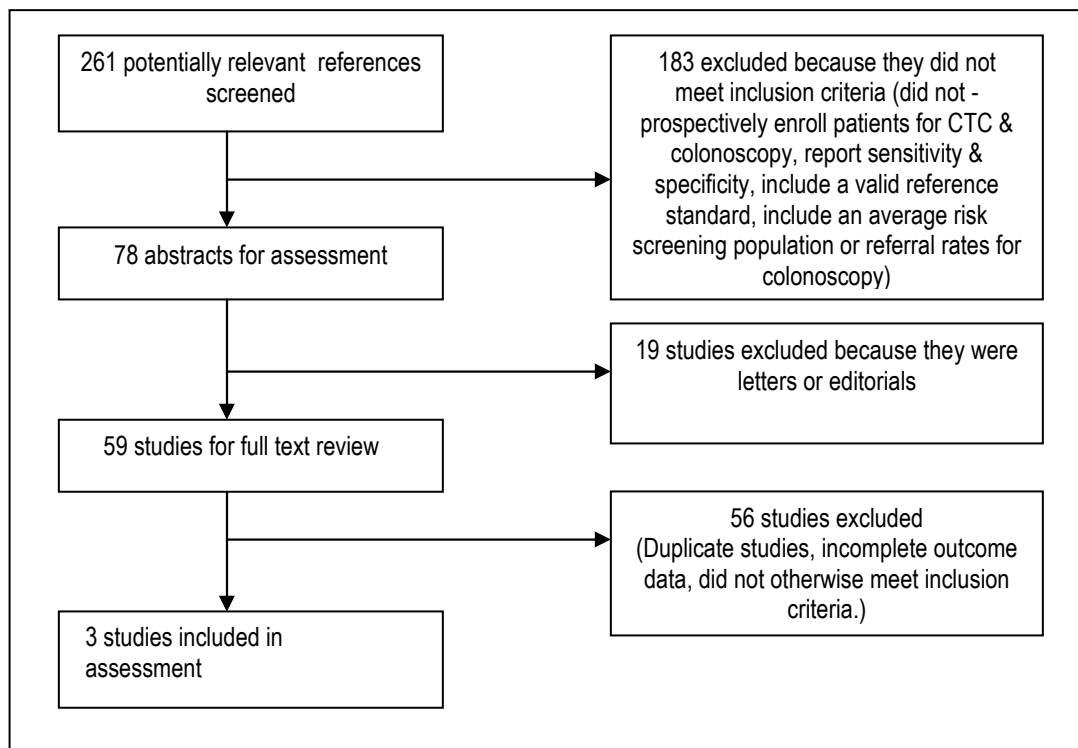 261 potentially relevant references
screened
183 excluded because they did not
meet inclusion criteria (did not -
prospectively enroll patients for CTC &
colonoscopy, report sensitivity &
specificity, include a valid reference
standard, include an average risk
screening population or referral rates for
colonoscopy)
78 abstracts for assessment
19 studies excluded because they were
letters or editorials
59 studies for full text review
56 studies excluded
(Duplicate studies, incomplete outcome
data, did not otherwise meet inclusion
criteria.)
3 studies included in
assessment